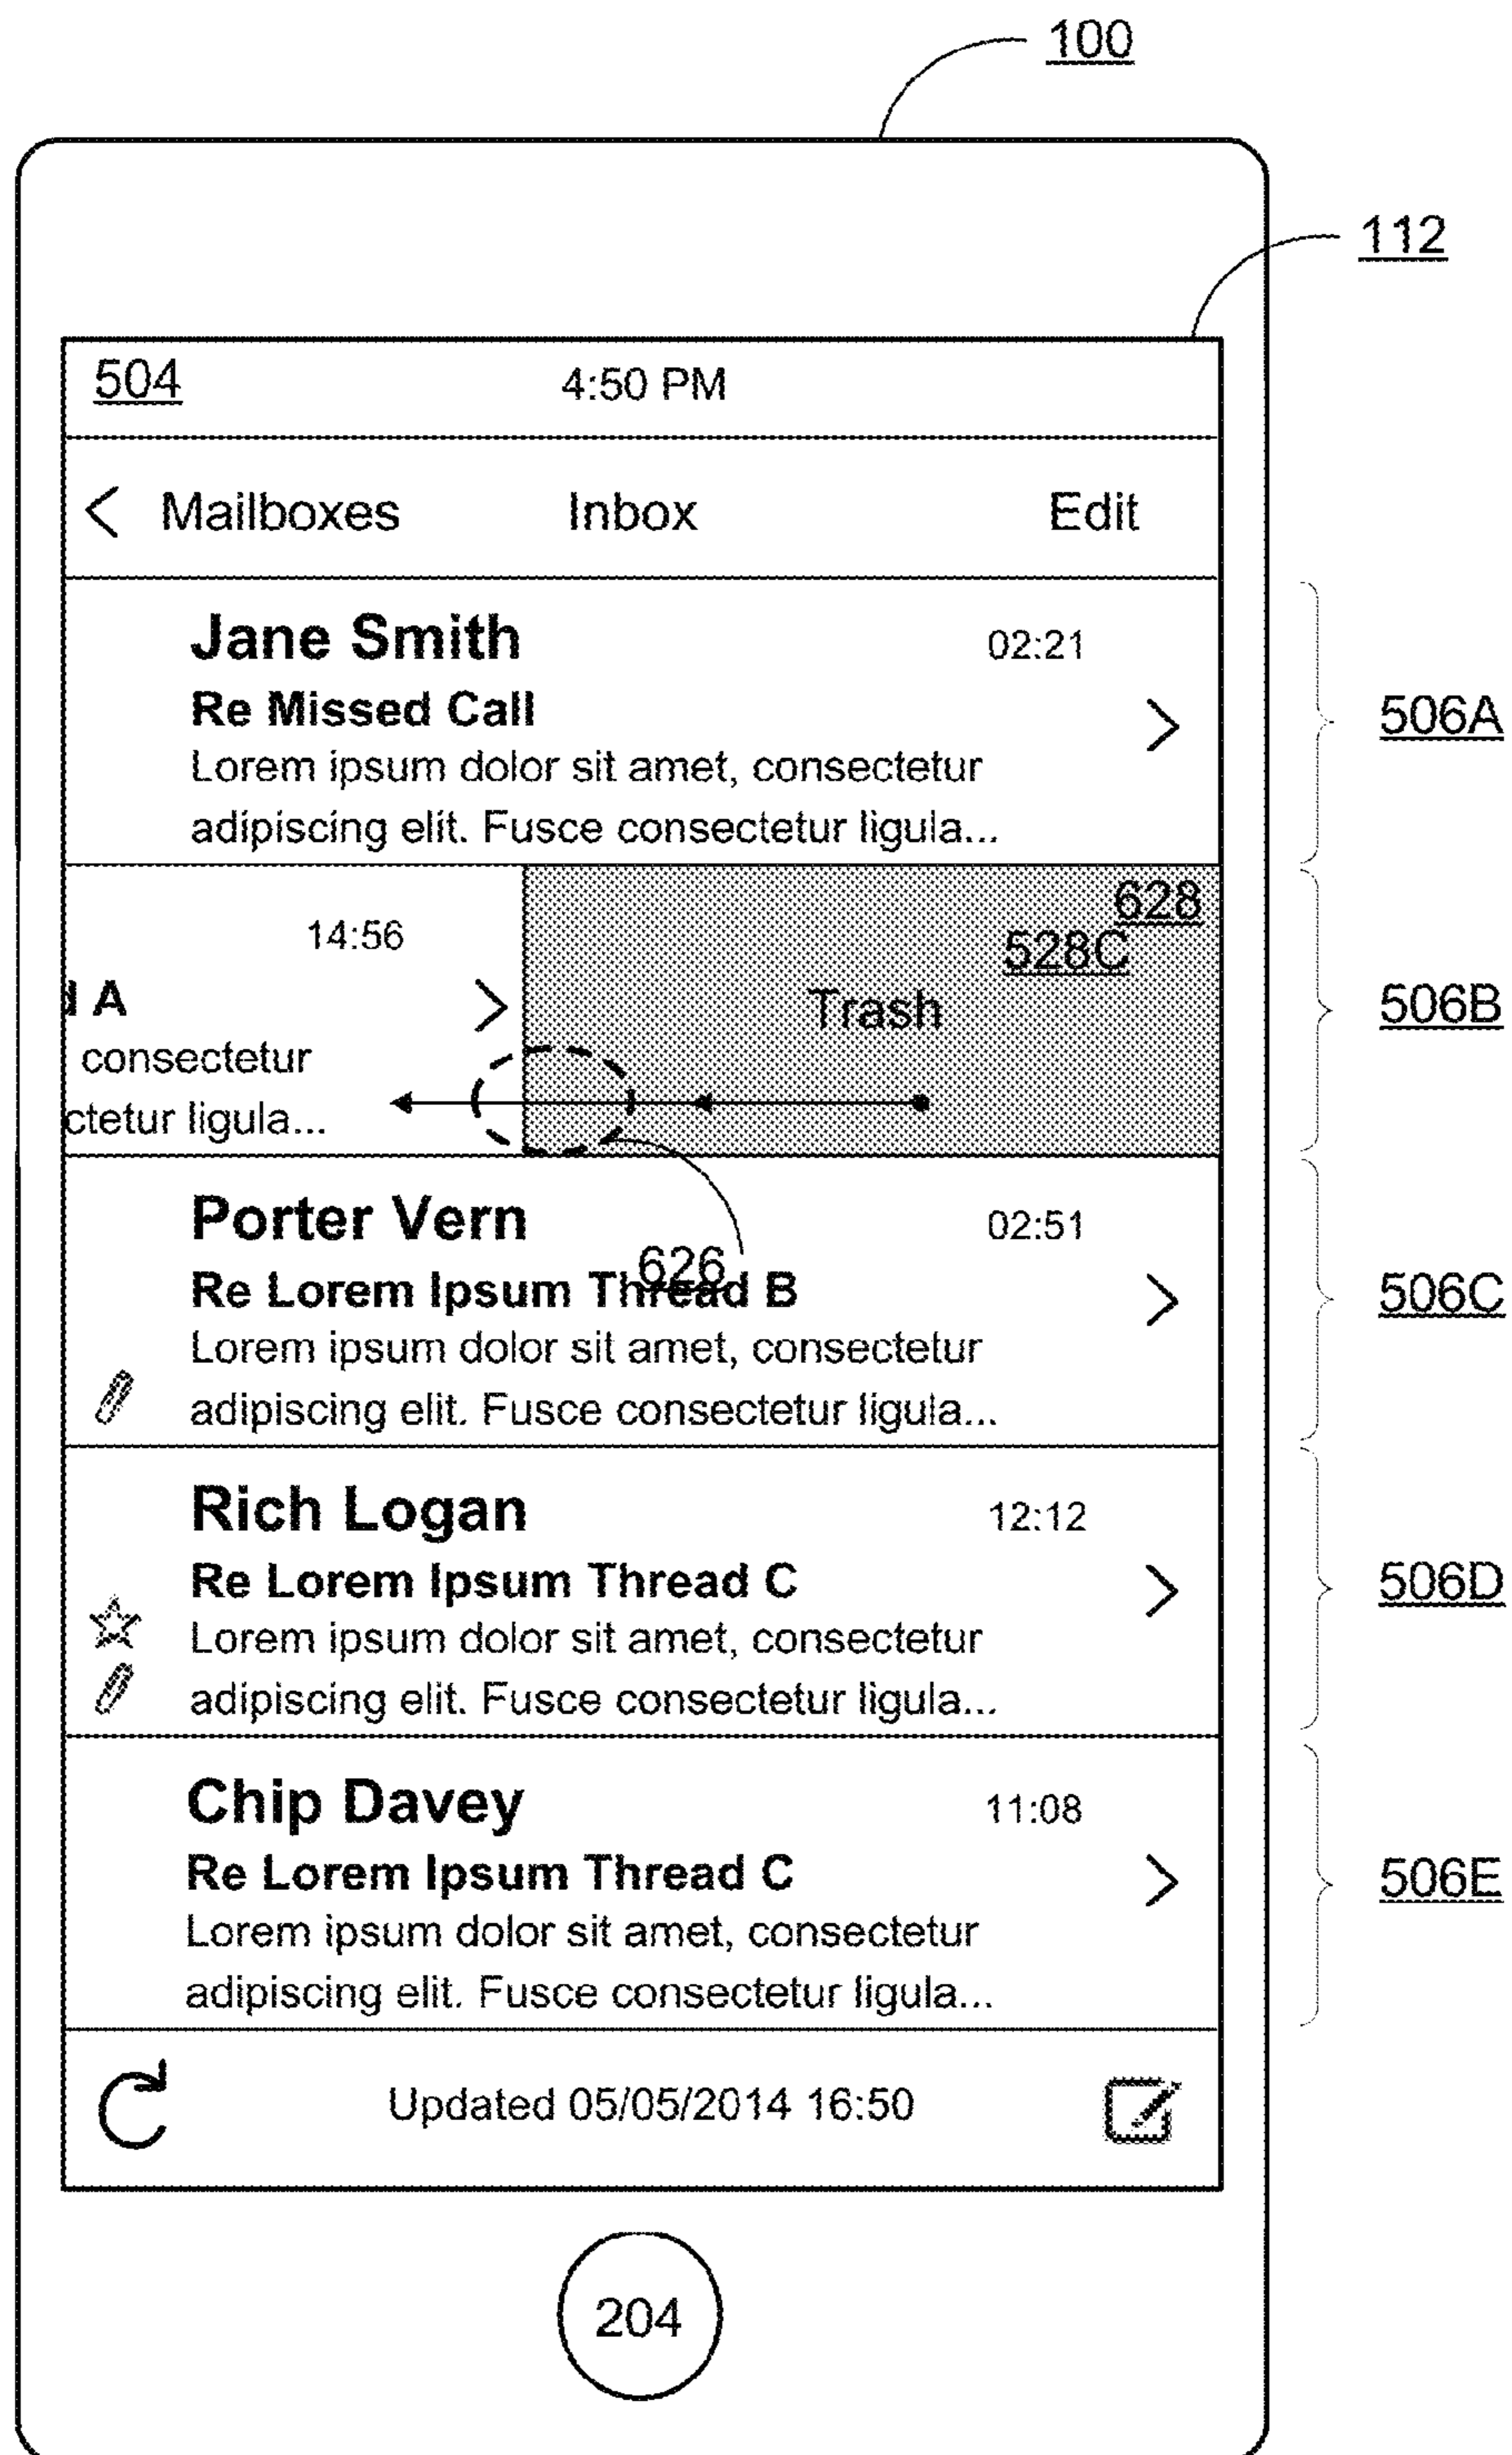 100
112
504 4:50 PM
< Mailboxes Inbox Edit
Jane Smith 02:21
Re Missed Call
Lorem ipsum dolor sit amet, consectetur
adipiscing elit. Fusce consectetur ligula...
506A
628
14:56 528C
d A Trash
consectetur
ctetur ligula...
506B
Porter Vern 02:51
626
Re Lorem Ipsum Thread B
Lorem ipsum dolor sit amet, consectetur
adipiscing elit. Fusce consectetur ligula...
506C
Rich Logan 12:12
Re Lorem Ipsum Thread C
Lorem ipsum dolor sit amet, consectetur
adipiscing elit. Fusce consectetur ligula...
506D
Chip Davey 11:08
Re Lorem Ipsum Thread C
Lorem ipsum dolor sit amet, consectetur
adipiscing elit. Fusce consectetur ligula...
506E
Updated 05/05/2014 16:50
204